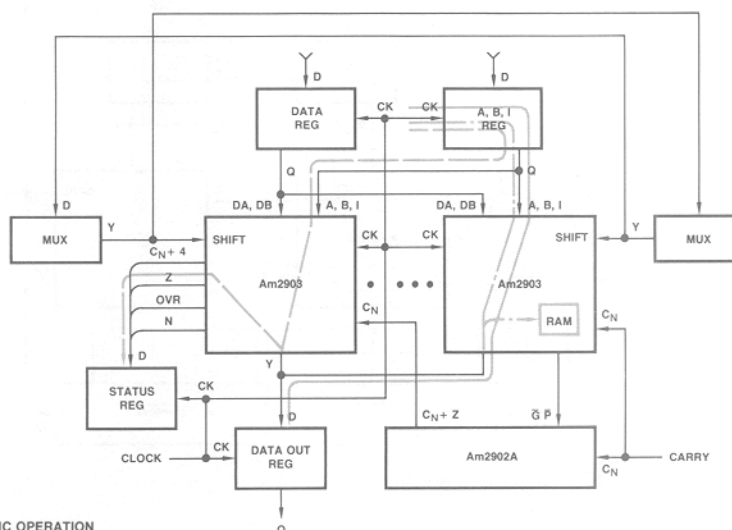 D
D
DATA
REG
CK
CK
A, B, I
REG
D
Q
Q
DA, DB
A, B, I
DA, DB
A, B, I
MUX
Y
SHIFT
CK
CK
SHIFT
Y
MUX
CN + 4
Z
Am2903
Am2903
OVR
CN
RAM
CN
N
D
Y
STATUS
REG
CK
D
CN + Z
G̅ P̅
CLOCK
CK
DATA OUT
REG
Am2902A
CN
CARRY
IC OPERATION